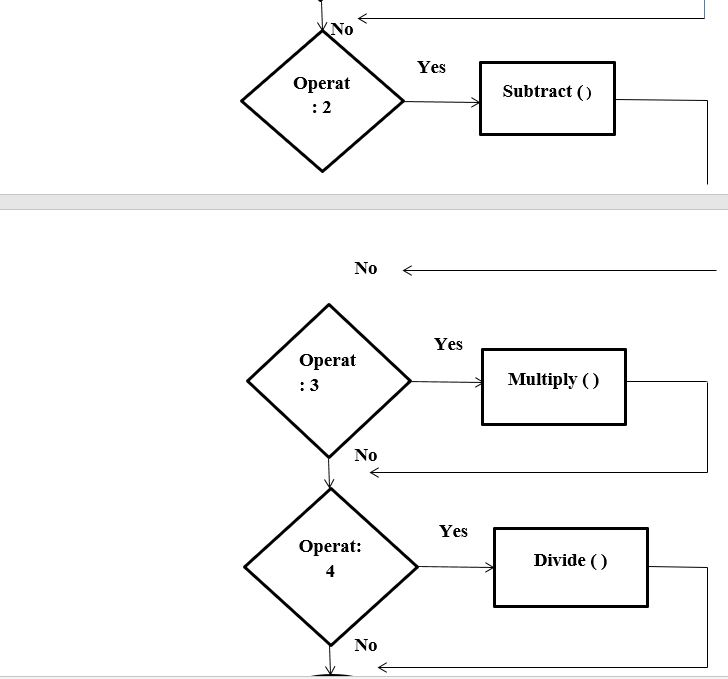 No
Yes
Operat
: 2
Subtract ()
No
Yes
Operat
: 3
Multiply ( )
No
Yes
Operat:
4
Divide ( )
No